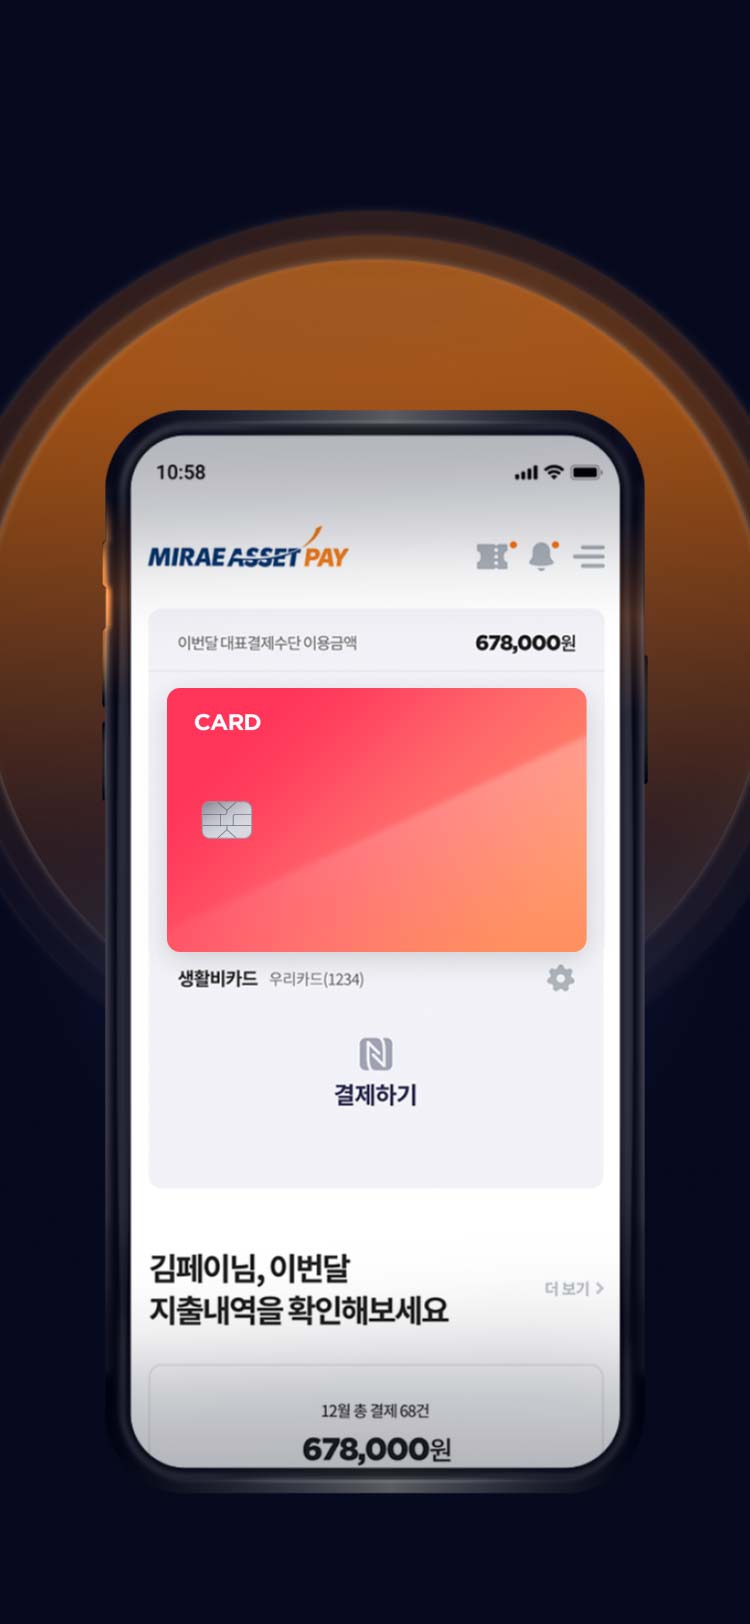 10:58
MIRAE ASSET PAY
이번달 대표결제수단 이용금액 678,000원
CARD
생활비카드 우리카드(1234)
결제하기
김페이님, 이번달
지출내역을 확인해보세요
더 보기 >
12월 총 결제 68건
678,000원